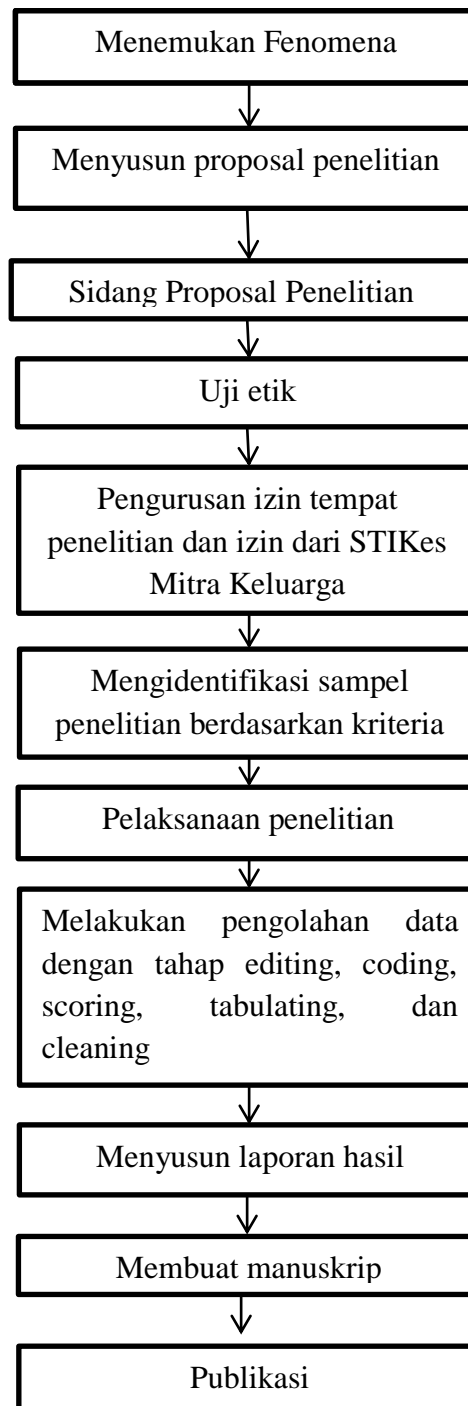 Menemukan Fenomena
Menyusun proposal penelitian
Sidang Proposal Penelitian
Uji etik
Pengurusan izin tempat
penelitian dan izin dari STIKes
Mitra Keluarga
Mengidentifikasi sampel
penelitian berdasarkan kriteria
Pelaksanaan penelitian
Melakukan pengolahan data
dengan tahap editing, coding,
scoring, tabulating, dan
cleaning
Menyusun laporan hasil
Membuat manuskrip
Publikasi